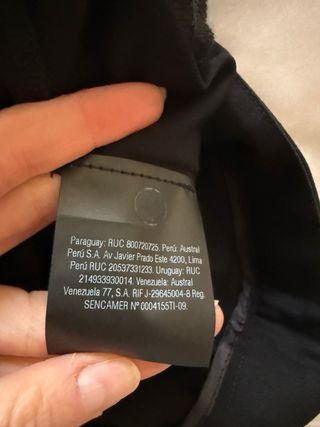 Paraguay: RUC 800720725. Perú: Austral
Perú S.A. Av Javier Prado Este 4200, Lima
Perú RUC 20537331233. Uruguay: RUC
214933930014. Venezuela: Austral
Venezuela 77, S.A. RIF J-29645004-8 Reg.
SENCAMER Nº 0004155TI-09.